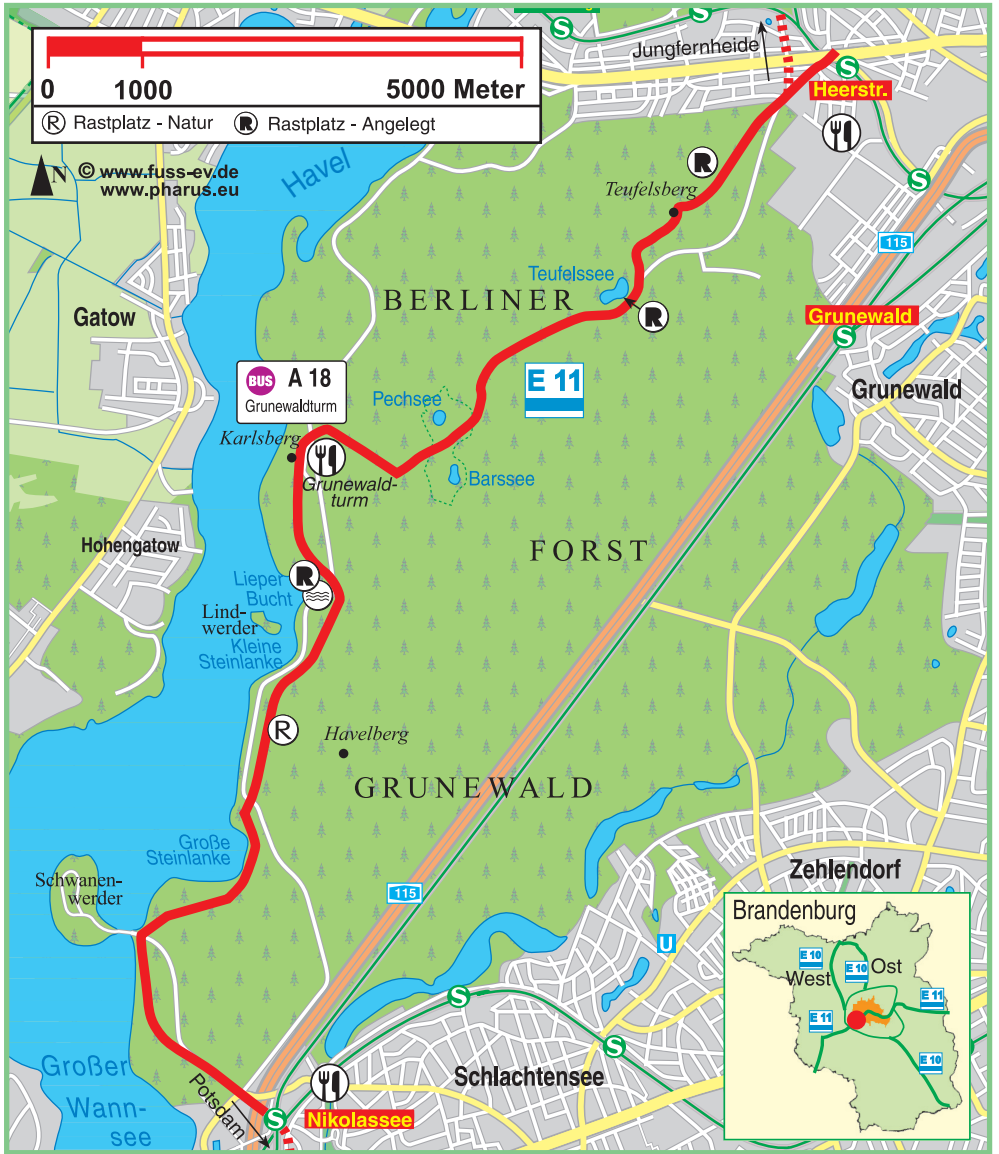 0 1000 5000 Meter
R Rastplatz - Natur R Rastplatz - Angelegt
N © www.fuss-ev.de
www.pharus.eu
S
Jungfernheide
S
Heerstr.
Havel
R
S
Teufelsberg
115
Teufelssee
BERLINER
R
Gatow
Grunewald
S
E 11
BUS A 18
Grunewaldturm
Grunewald
Pechsee
Karlsberg
Grunewald-
turm
Barssee
Hohengatow
FORST
Lieper
Bucht
R
Lind-
werder
Kleine
Steinlanke
R
Havelberg
GRUNEWALD
Große
Steinlanke
Schwanen-
werder
Zehlendorf
115
Brandenburg
U
E 10
West
E 10
Ost
E 11
E 11
E 10
S
S
Großer
Wann-
see
Potsdam
Schlachtensee
S
Nikolassee